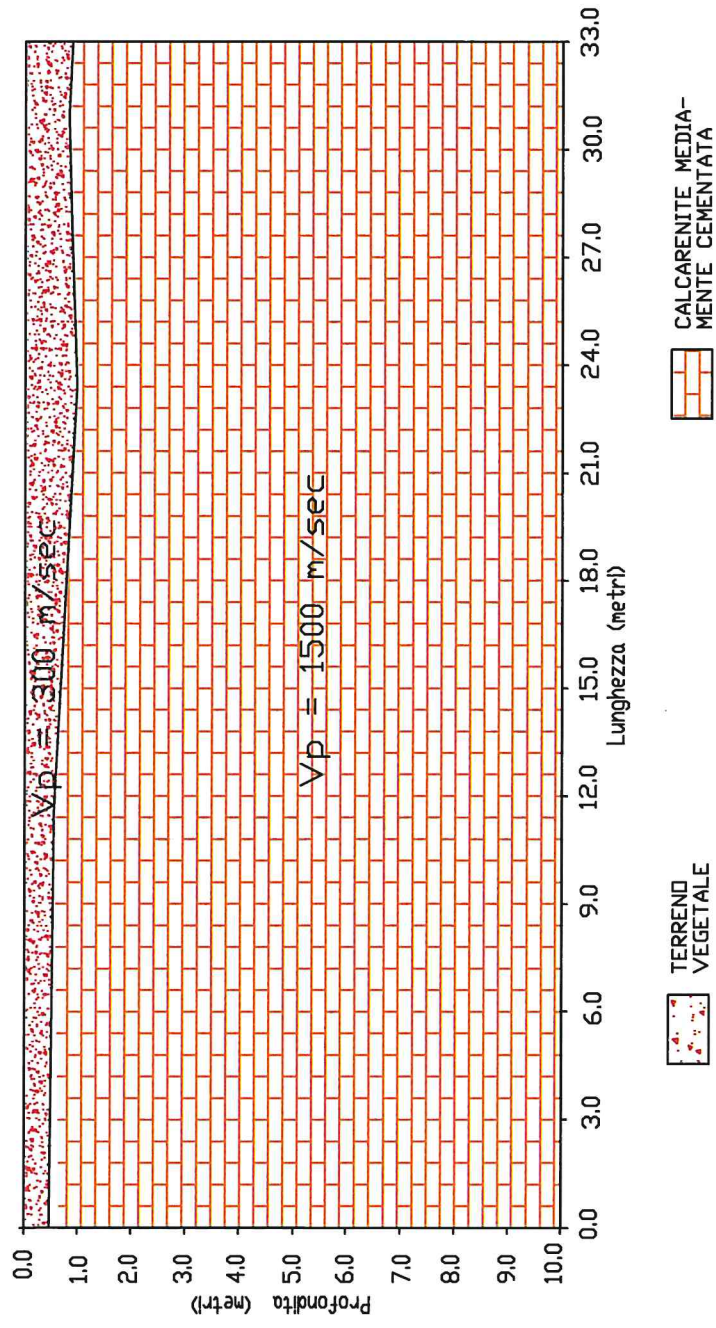 Profondita
(metri)
0.0
1.0
2.0
3.0
4.0
5.0
6.0
7.0
8.0
9.0
10.0
Vp = 300 m/sec
Vp = 1500 m/sec
0.0
3.0
6.0
9.0
12.0
15.0
18.0
21.0
24.0
27.0
30.0
33.0
Lunghezza (metri)
TERRENO
VEGETALE
CALCARENITE MEDIA-
MENTE CEMENTATA